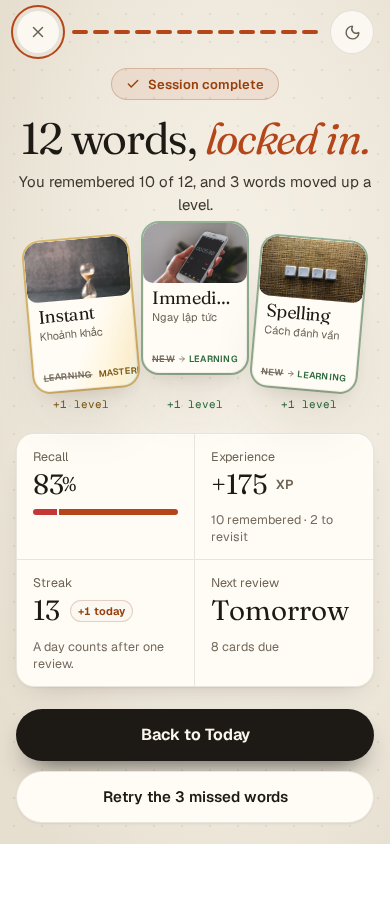 Session complete
12 words, locked in.
You remembered 10 of 12, and 3 words moved up a
level.
Instant
Khoảnh khắc
LEARNING MASTER
+1 level
Immedi...
Ngay lập tức
NEW → LEARNING
+1 level
Spelling
Cách đánh vần
NEW → LEARNING
+1 level
Recall
83%
Experience
+175 XP
10 remembered · 2 to
revisit
Streak
13 +1 today
A day counts after one
review.
Next review
Tomorrow
8 cards due
Back to Today
Retry the 3 missed words